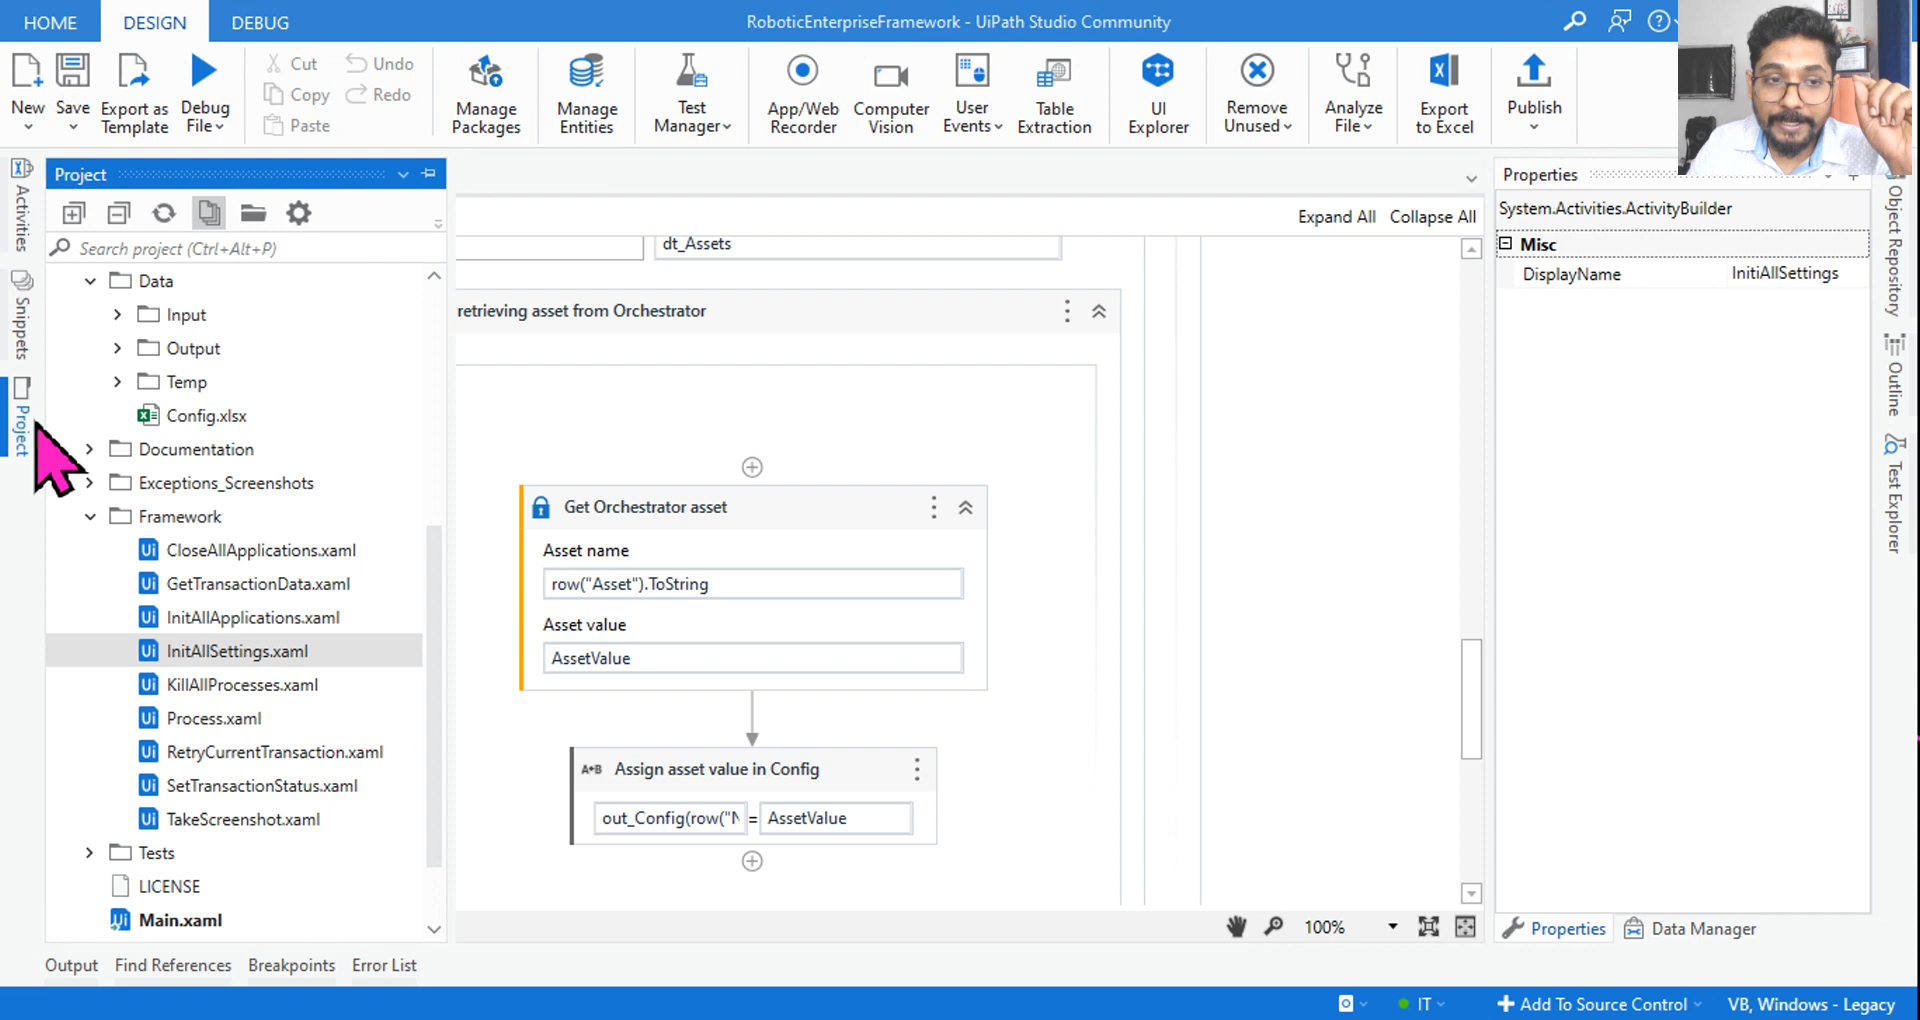 HOME DESIGN DEBUG
RoboticEnterpriseFramework - UiPath Studio Community
New
Save
Export as
Template
Debug
File
Cut
Copy
Paste
Undo
Redo
Manage
Packages
Manage
Entities
Test
Manager
App/Web
Recorder
Computer
Vision
User
Events
Table
Extraction
UI
Explorer
Remove
Unused
Analyze
File
Export
to Excel
Publish
Activities
Snippets
Project
Project
Search project (Ctrl+Alt+P)
Data
Input
Output
Temp
Config.xlsx
Documentation
Exceptions_Screenshots
Framework
CloseAllApplications.xaml
GetTransactionData.xaml
InitAllApplications.xaml
InitAllSettings.xaml
KillAllProcesses.xaml
Process.xaml
RetryCurrentTransaction.xaml
SetTransactionStatus.xaml
TakeScreenshot.xaml
Tests
LICENSE
Main.xaml
Expand All Collapse All
dt_Assets
retrieving asset from Orchestrator
Get Orchestrator asset
Asset name
row("Asset").ToString
Asset value
AssetValue
A+B Assign asset value in Config
out_Config(row("N = AssetValue
100%
Properties
System.Activities.ActivityBuilder
Misc
DisplayName InitiAllSettings
Properties Data Manager
Object Repository
Outline
Test Explorer
Output Find References Breakpoints Error List
IT
Add To Source Control
VB, Windows - Legacy